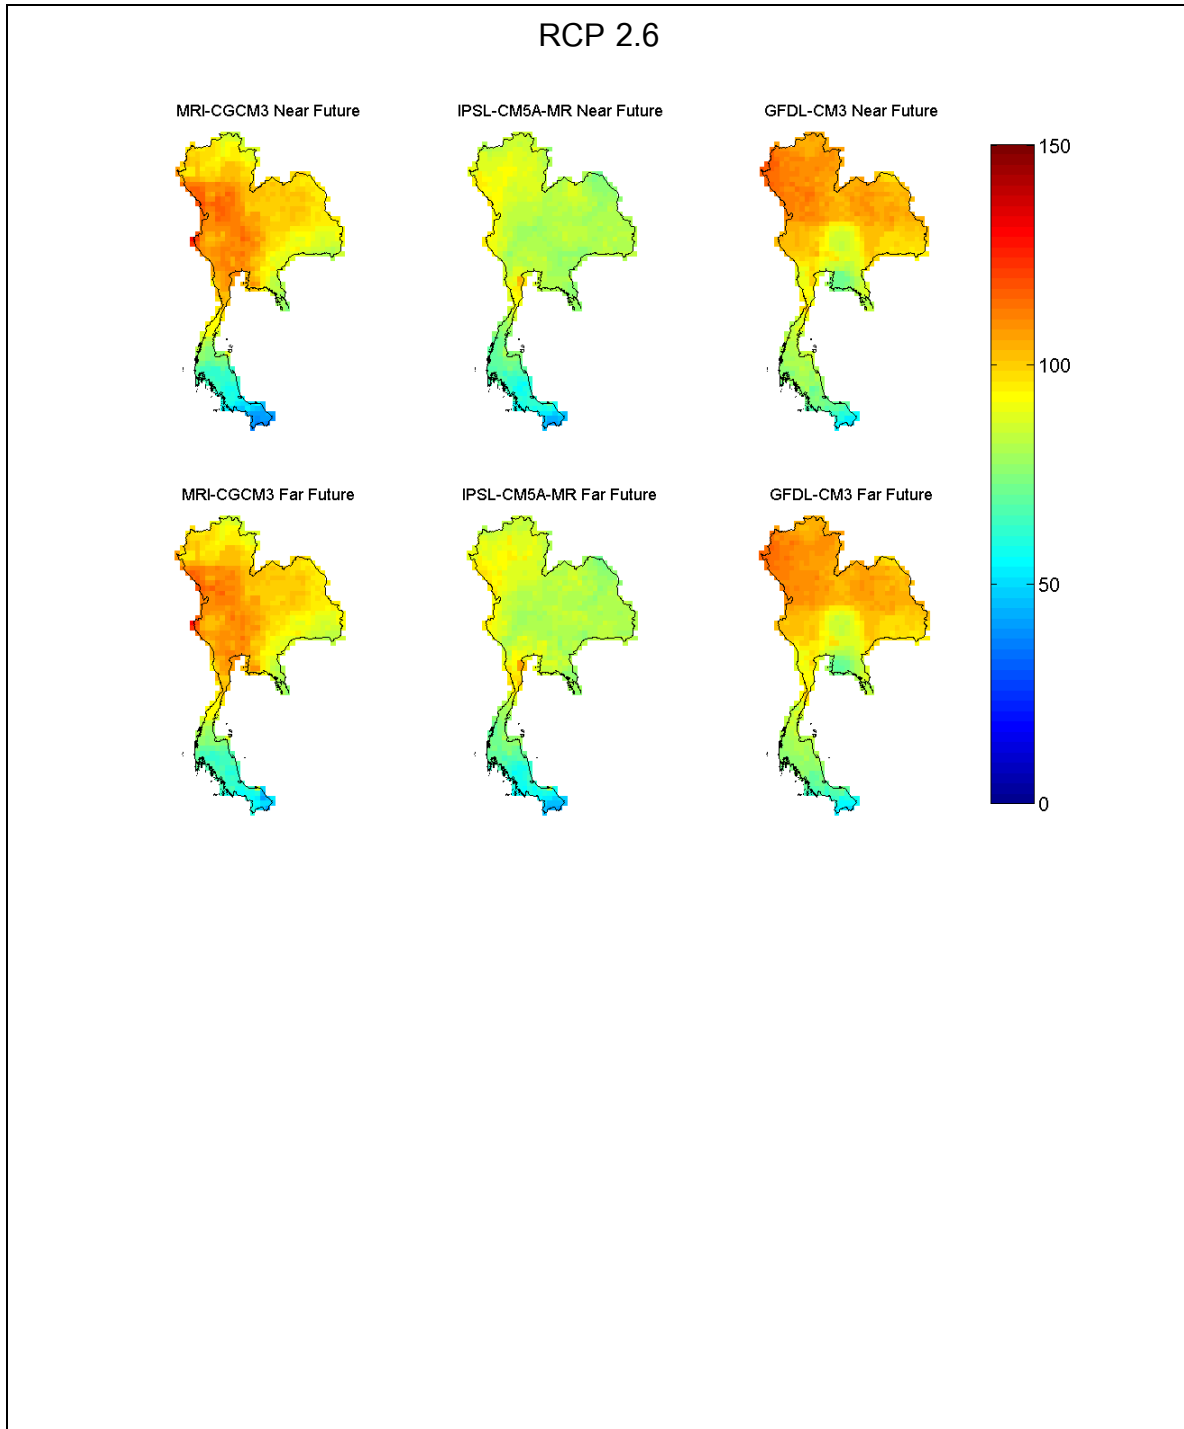 RCP 2.6
MRI-CGCM3 Near Future
IPSL-CM5A-MR Near Future
GFDL-CM3 Near Future
150
100
50
0
MRI-CGCM3 Far Future
IPSL-CM5A-MR Far Future
GFDL-CM3 Far Future